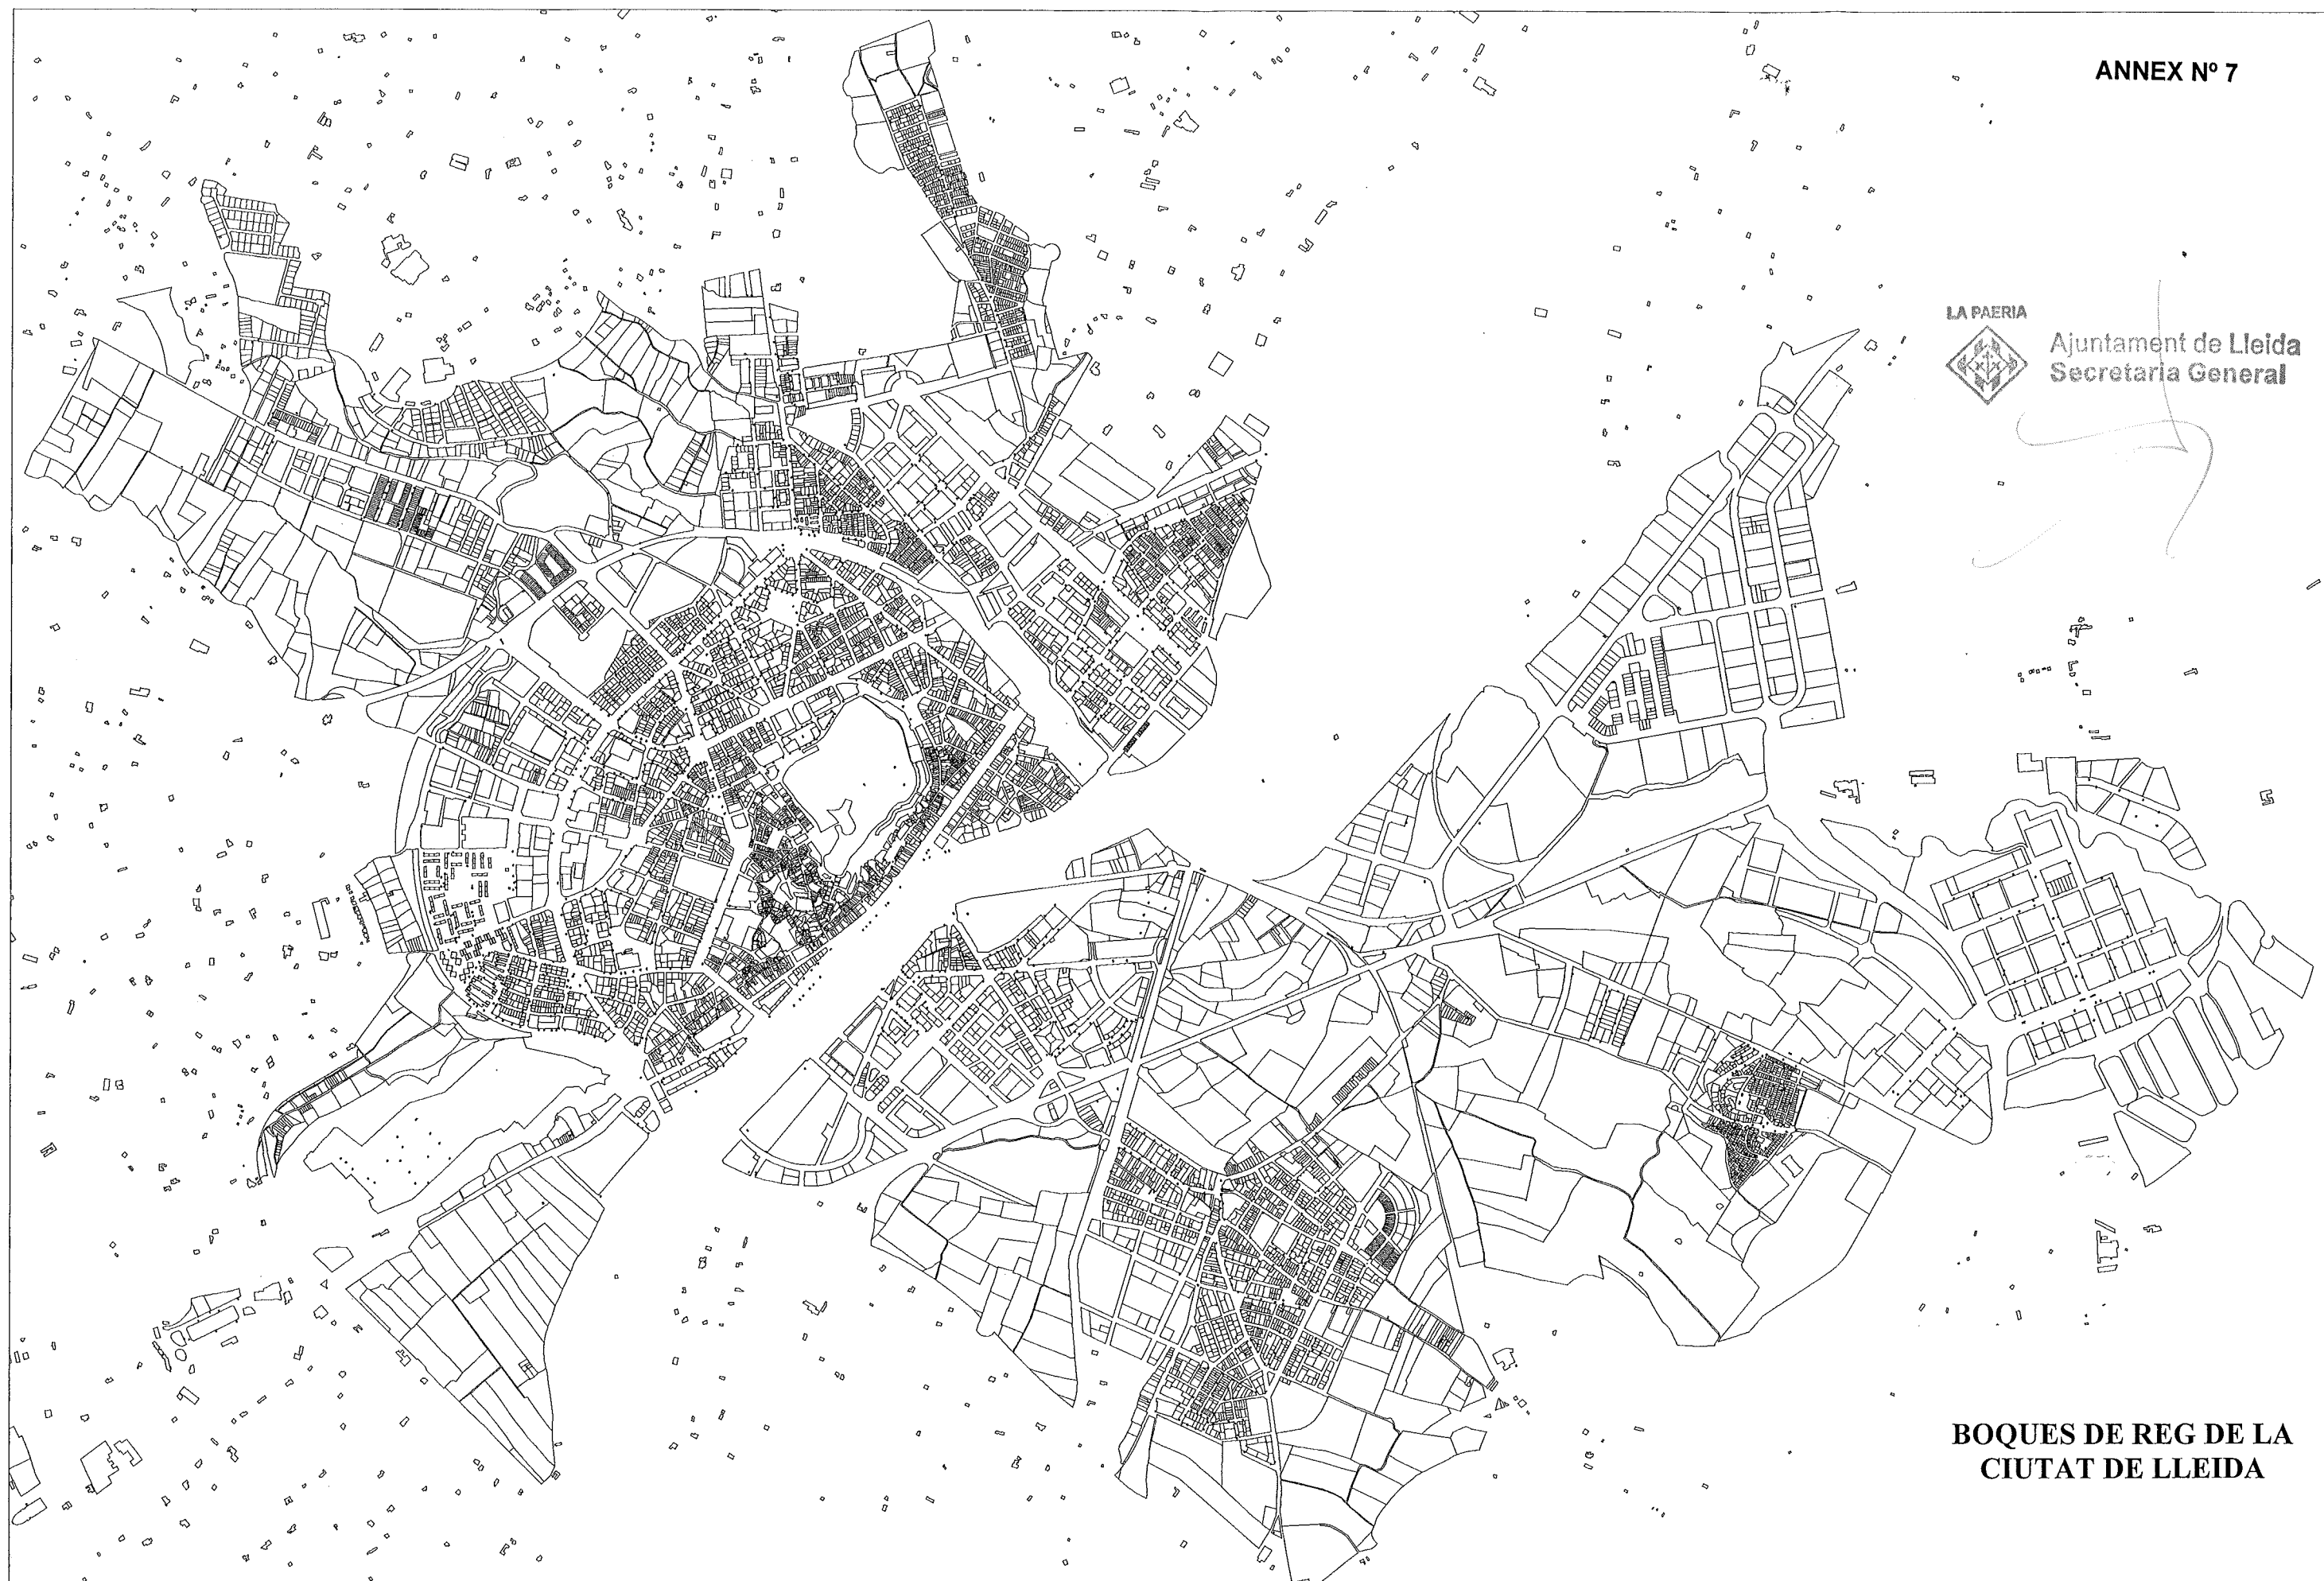 ANNEX Nº 7
LA PAERIA
Ajuntament de Lleida
Secretaria General
BOQUES DE REG DE LA
CIUTAT DE LLEIDA